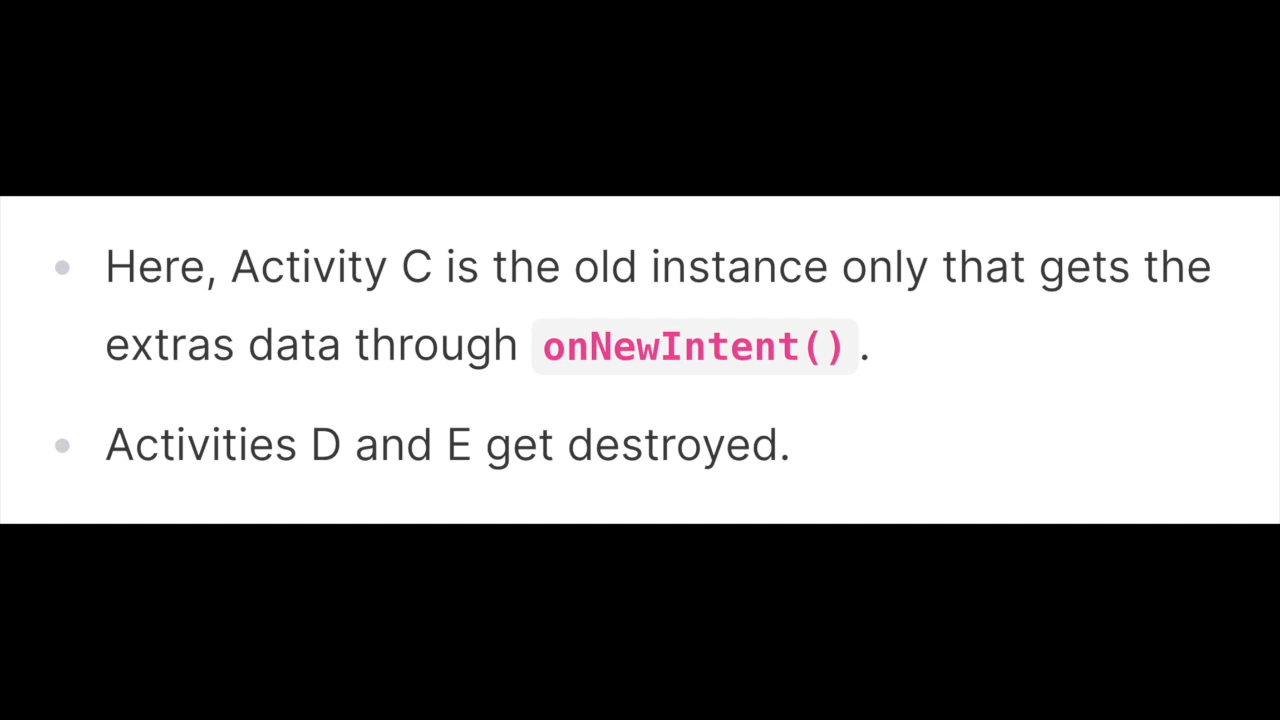 Here, Activity C is the old instance only that gets the
extras data through onNewIntent().
Activities D and E get destroyed.